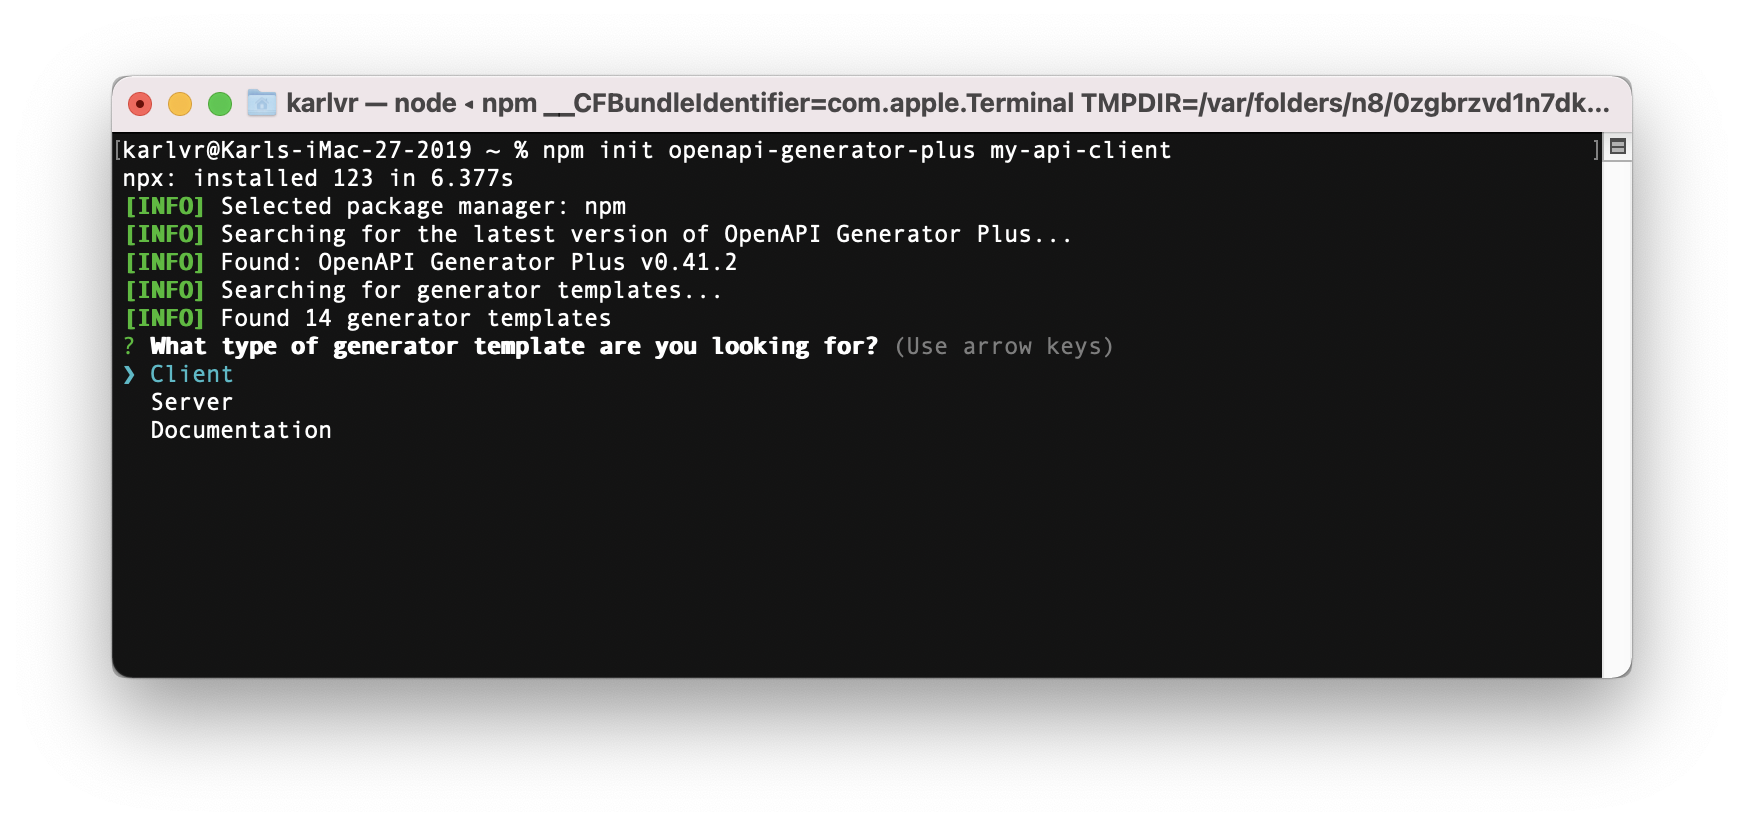 karlvr — node ◂ npm __CFBundleIdentifier=com.apple.Terminal TMPDIR=/var/folders/n8/0zgbrzvd1n7dk...
[karlvr@Karls-iMac-27-2019 ~ % npm init openapi-generator-plus my-api-client ]
npx: installed 123 in 6.377s
[INFO] Selected package manager: npm
[INFO] Searching for the latest version of OpenAPI Generator Plus...
[INFO] Found: OpenAPI Generator Plus v0.41.2
[INFO] Searching for generator templates...
[INFO] Found 14 generator templates
? What type of generator template are you looking for? (Use arrow keys)
❯ Client
Server
Documentation